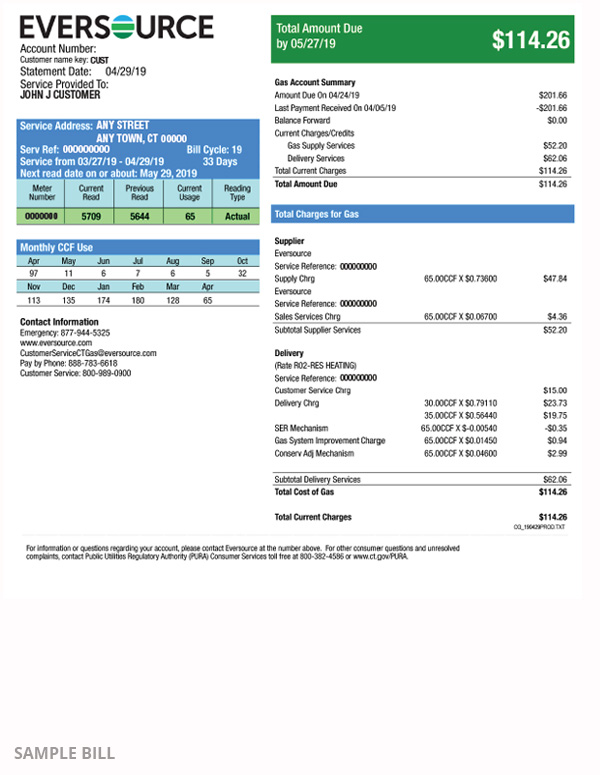 EVERSOURCE
Account Number:
Customer name key: CUST
Statement Date: 04/29/19
Service Provided To:
JOHN J CUSTOMER
Total Amount Due
by 05/27/19
$114.26
Service Address: ANY STREET
ANY TOWN, CT 00000
Serv Ref: 000000000 Bill Cycle: 19
Service from 03/27/19 - 04/29/19 33 Days
Next read date on or about: May 29, 2019
Meter Number Current Read Previous Read Current Usage Reading Type
0000000 5709 5644 65 Actual
Monthly CCF Use
Apr May Jun Jul Aug Sep Oct
97 11 6 7 6 5 32
Nov Dec Jan Feb Mar Apr
113 135 174 180 128 65
Contact Information
Emergency: 877-944-5325
www.eversource.com
CustomerServiceCTGas@eversource.com
Pay by Phone: 888-783-6618
Customer Service: 800-989-0900
Gas Account Summary
Amount Due On 04/24/19 $201.66
Last Payment Received On 04/05/19 -$201.66
Balance Forward $0.00
Current Charges/Credits
Gas Supply Services $52.20
Delivery Services $62.06
Total Current Charges $114.26
Total Amount Due $114.26
Total Charges for Gas
Supplier
Eversource
Service Reference: 000000000
Supply Chrg 65.00CCF X $0.73600 $47.84
Eversource
Service Reference: 000000000
Sales Services Chrg 65.00CCF X $0.06700 $4.36
Subtotal Supplier Services $52.20
Delivery
(Rate R02-RES HEATING)
Service Reference: 000000000
Customer Service Chrg $15.00
Delivery Chrg 30.00CCF X $0.79110 $23.73
35.00CCF X $0.56440 $19.75
SER Mechanism 65.00CCF X $-0.00540 -$0.35
Gas System Improvement Charge 65.00CCF X $0.01450 $0.94
Conserv Adj Mechanism 65.00CCF X $0.04600 $2.99
Subtotal Delivery Services $62.06
Total Cost of Gas $114.26
Total Current Charges $114.26
CQ_190429PROD.TXT
For information or questions regarding your account, please contact Eversource at the number above. For other consumer questions and unresolved
complaints, contact Public Utilities Regulatory Authority (PURA) Consumer Services toll free at 800-382-4586 or www.ct.gov/PURA.
SAMPLE BILL